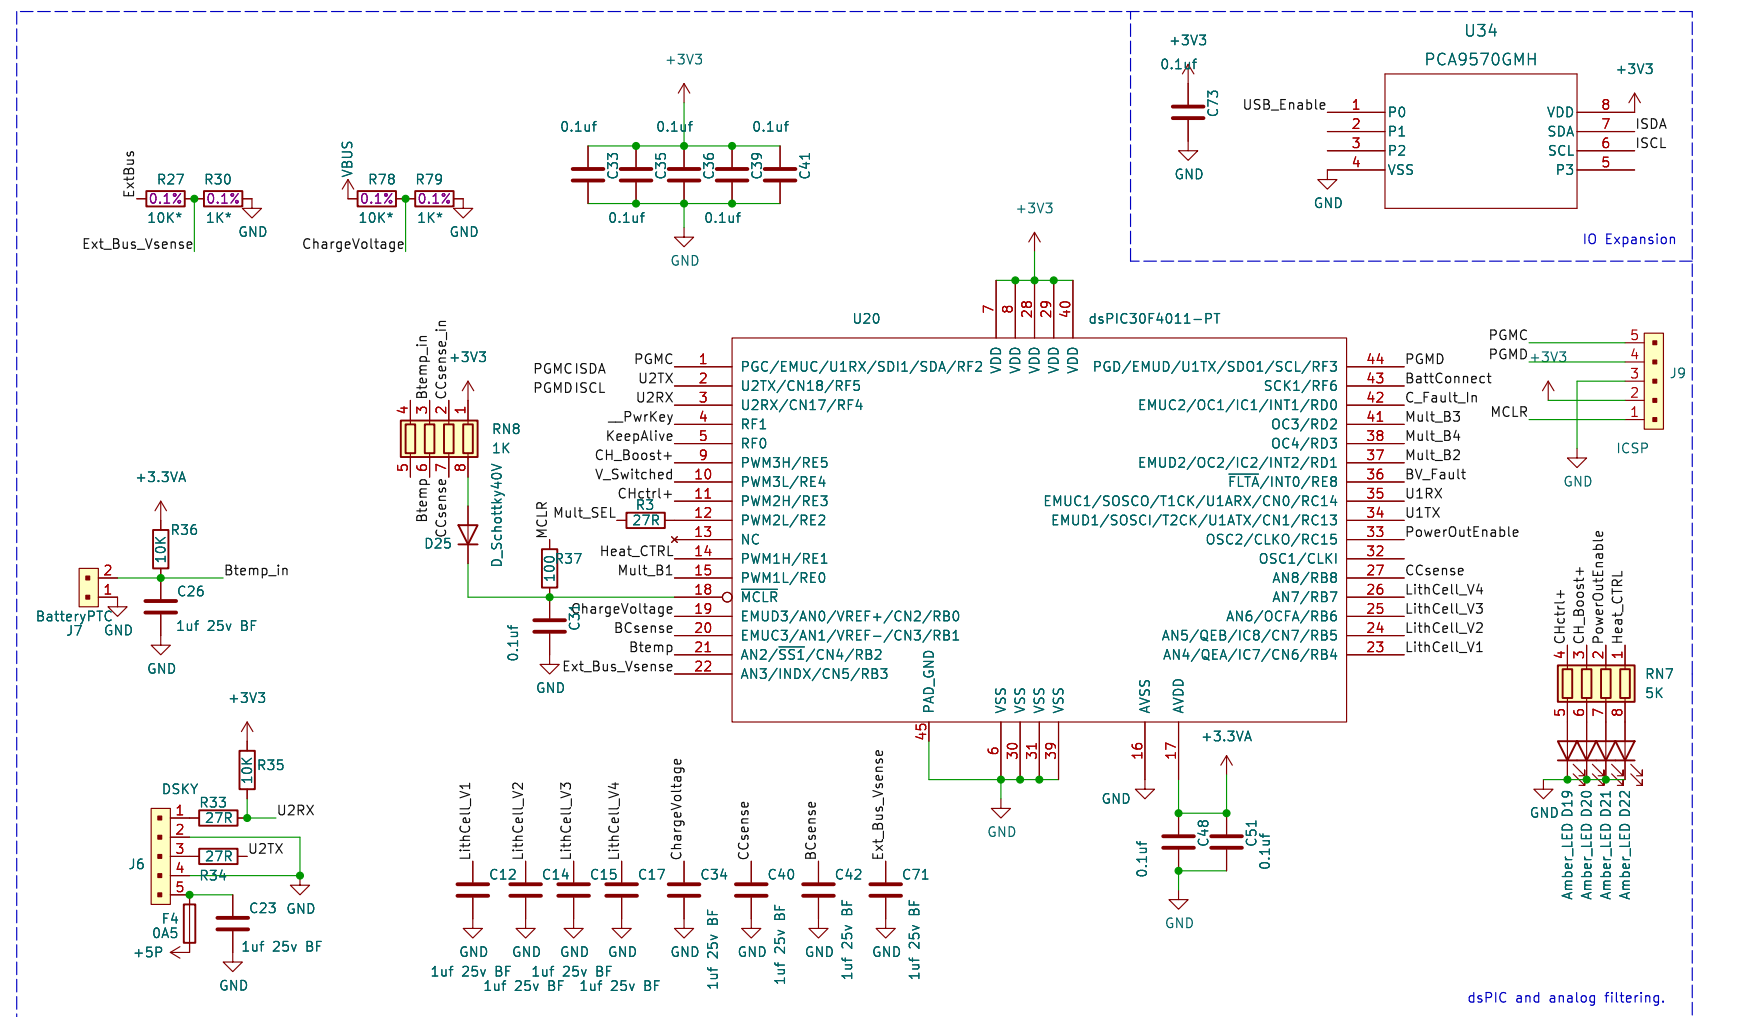 +3V3
0.1uf
C73
GND
U34
PCA9570GMH
+3V3
USB_Enable
1 P0
2 P1
3 P2
4 VSS
GND
VDD 8
SDA 7 ISDA
SCL 6 ISCL
P3 5
IO Expansion
ExtBus
R27 R30
0.1% 0.1%
10K* 1K*
GND
Ext_Bus_Vsense
VBUS
R78 R79
0.1% 0.1%
10K* 1K*
GND
ChargeVoltage
+3V3
0.1uf 0.1uf 0.1uf
C33 C35 C36 C39 C41
0.1uf 0.1uf
GND
+3V3
7 8 28 29 40
VDD VDD VDD VDD VDD
U20
dsPIC30F4011-PT
PGMC ISDA
PGMD ISCL
PGMC 1 PGC/EMUC/U1RX/SDI1/SDA/RF2
U2TX 2 U2TX/CN18/RF5
U2RX 3 U2RX/CN17/RF4
__PwrKey 4 RF1
KeepAlive 5 RF0
CH_Boost+ 9 PWM3H/RE5
V_Switched 10 PWM3L/RE4
CHctrl+ 11 PWM2H/RE3
Mult_SEL R3 27R 12 PWM2L/RE2
13 NC
Heat_CTRL 14 PWM1H/RE1
Mult_B1 15 PWM1L/RE0
18 MCLR
ChargeVoltage 19 EMUD3/AN0/VREF+/CN2/RB0
BCsense 20 EMUC3/AN1/VREF-/CN3/RB1
Btemp 21 AN2/SS1/CN4/RB2
Ext_Bus_Vsense 22 AN3/INDX/CN5/RB3
PGD/EMUD/U1TX/SDO1/SCL/RF3 44 PGMD
SCK1/RF6 43 BattConnect
EMUC2/OC1/IC1/INT1/RD0 42 C_Fault_In
OC3/RD2 41 Mult_B3
OC4/RD3 38 Mult_B4
EMUD2/OC2/IC2/INT2/RD1 37 Mult_B2
FLTA/INT0/RE8 36 BV_Fault
EMUC1/SOSCO/T1CK/U1ARX/CN0/RC14 35 U1RX
EMUD1/SOSCI/T2CK/U1ATX/CN1/RC13 34 U1TX
OSC2/CLKO/RC15 33 PowerOutEnable
OSC1/CLKI 32
AN8/RB8 27 CCsense
AN7/RB7 26 LithCell_V4
AN6/OCFA/RB6 25 LithCell_V3
AN5/QEB/IC8/CN7/RB5 24 LithCell_V2
AN4/QEA/IC7/CN6/RB4 23 LithCell_V1
PAD_GND VSS VSS VSS VSS AVSS AVDD
45 6 30 31 39 16 17
GND
GND
+3.3VA
C48 C51
0.1uf 0.1uf
GND
Btemp_in CCsense_in +3V3
4 3 2 1
RN8
1K
5 6 7 8
Btemp CCsense
D25
D_Schottky40V
MCLR
100 R37
C31
0.1uf
GND
PGMC 5
PGMD 4
+3V3
3
2
MCLR 1
J9
ICSP
GND
CHctrl+ CH_Boost+ PowerOutEnable Heat_CTRL
4 3 2 1
RN7
5K
5 6 7 8
GND
Amber_LED D19
Amber_LED D20
Amber_LED D21
Amber_LED D22
+3.3VA
R36
10K
2 Btemp_in
1
BatteryPTC
J7
GND
C26
1uf 25v BF
GND
+3V3
R35
10K
DSKY
1 R33 27R U2RX
2
3 27R U2TX
4 R34
5
J6
GND
F4
0A5
+5P
C23
1uf 25v BF
GND
LithCell_V1 LithCell_V2 LithCell_V3 LithCell_V4 ChargeVoltage CCsense BCsense Ext_Bus_Vsense
C12 C14 C15 C17 C34 C40 C42 C71
GND GND GND GND GND GND GND GND
1uf 25v BF 1uf 25v BF
1uf 25v BF 1uf 25v BF
1uf 25v BF 1uf 25v BF 1uf 25v BF 1uf 25v BF
dsPIC and analog filtering.